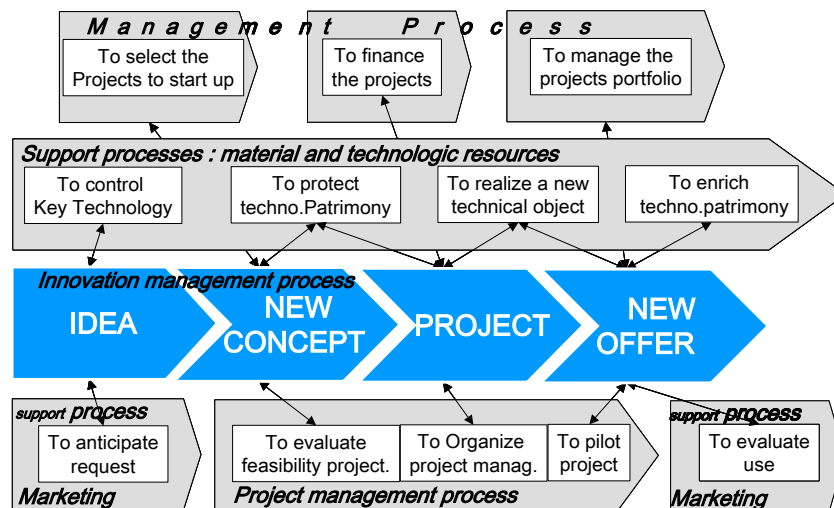 Management Process
To select the
Projects to start up
To finance
the projects
To manage the
projects portfolio
Support processes : material and technologic resources
To control
Key Technology
To protect
techno.Patrimony
To realize a new
technical object
To enrich
techno.patrimony
Innovation management process
IDEA
NEW
CONCEPT
PROJECT
NEW
OFFER
support process
To anticipate
request
Marketing
To evaluate
feasibility project.
To Organize
project manag.
To pilot
project
Project management process
support process
To evaluate
use
Marketing